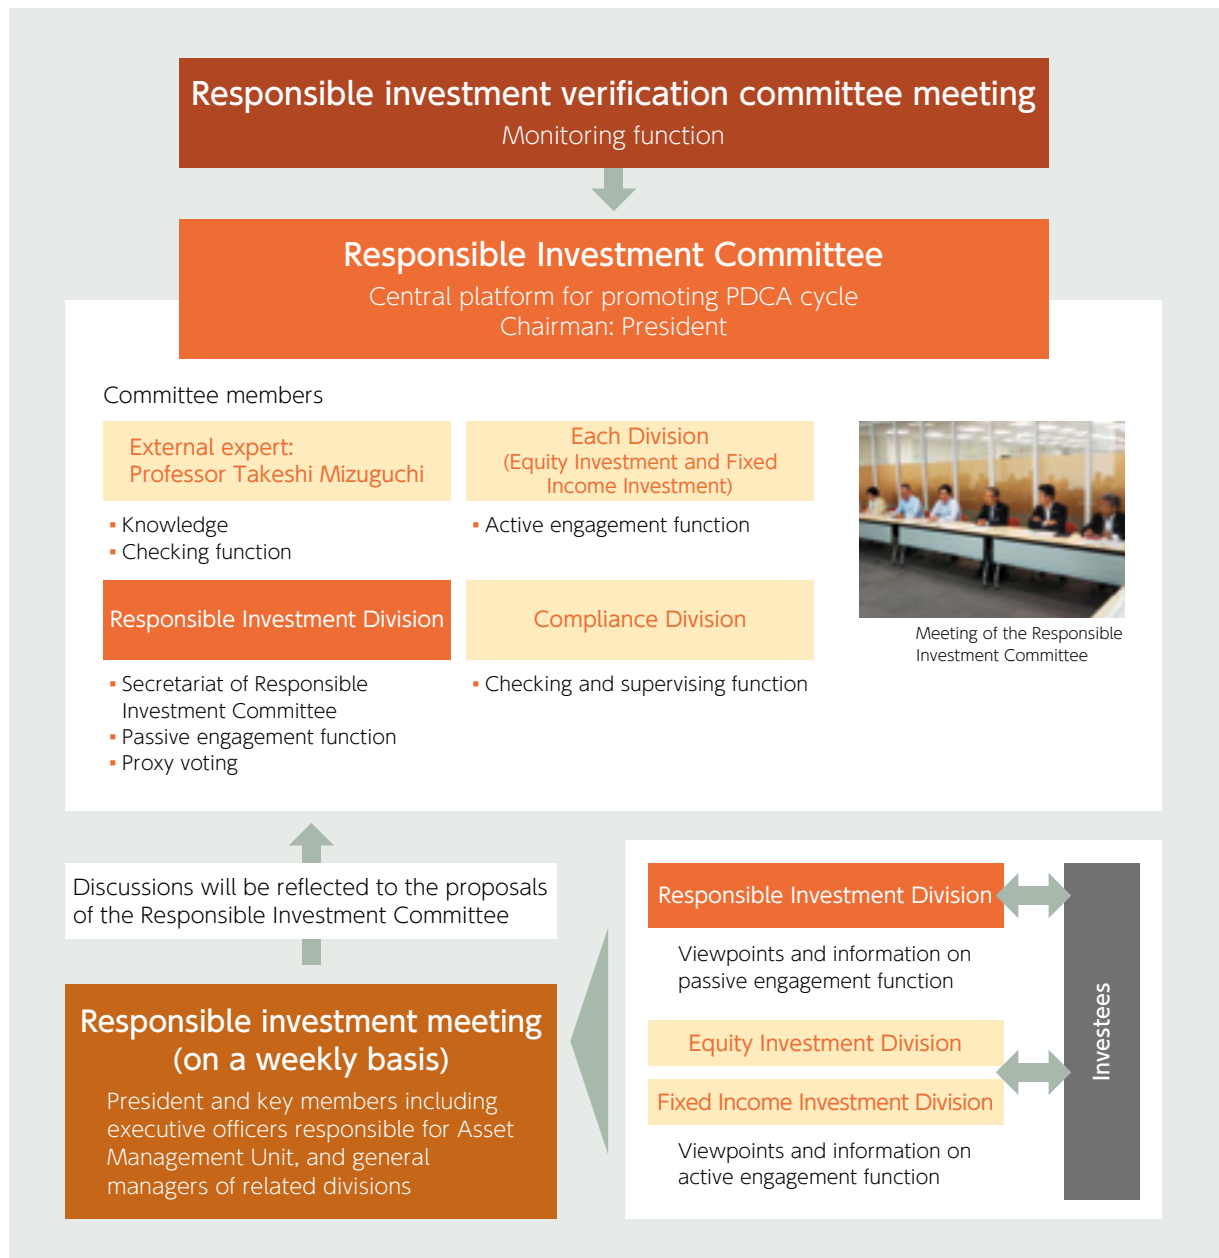 Responsible investment verification committee meeting
Monitoring function
Responsible Investment Committee
Central platform for promoting PDCA cycle
Chairman: President
Committee members
External expert:
Professor Takeshi Mizuguchi
▪ Knowledge
▪ Checking function
Each Division
(Equity Investment and Fixed
Income Investment)
▪ Active engagement function
Responsible Investment Division
▪ Secretariat of Responsible
Investment Committee
▪ Passive engagement function
▪ Proxy voting
Compliance Division
▪ Checking and supervising function
Meeting of the Responsible
Investment Committee
Discussions will be reflected to the proposals
of the Responsible Investment Committee
Responsible investment meeting
(on a weekly basis)
President and key members including
executive officers responsible for Asset
Management Unit, and general
managers of related divisions
Responsible Investment Division
Viewpoints and information on
passive engagement function
Equity Investment Division
Fixed Income Investment Division
Viewpoints and information on
active engagement function
Investees